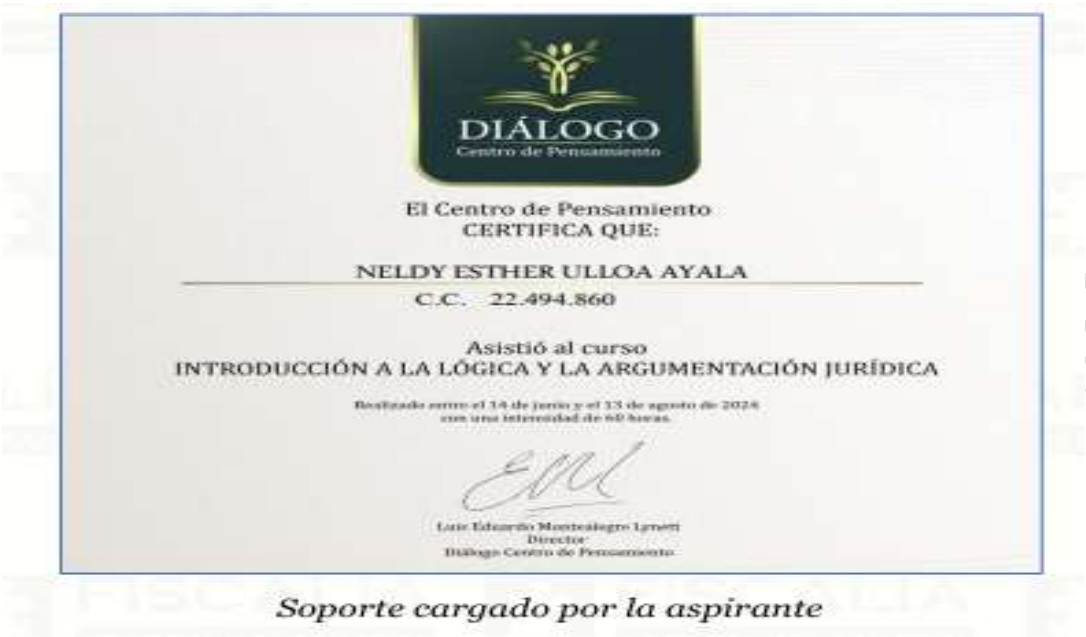 DIÁLOGO
Centro de Pensamiento
El Centro de Pensamiento
CERTIFICA QUE:
NELDY ESTHER ULLOA AYALA
C.C. 22.494.860
Asistió al curso
INTRODUCCIÓN A LA LÓGICA Y LA ARGUMENTACIÓN JURÍDICA
Realizado entre el 14 de junio y el 13 de agosto de 2024
con una intensidad de 60 horas.
Luis Eduardo Montealegre Lynett
Director
Diálogo Centro de Pensamiento
FISCALIA FISCALIA
Soporte cargado por la aspirante